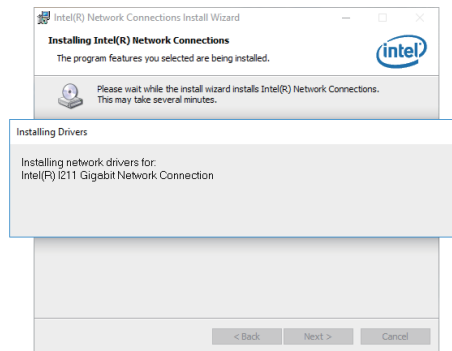 Intel(R) Network Connections Install Wizard
Installing Intel(R) Network Connections
The program features you selected are being installed.
intel
Please wait while the install wizard installs Intel(R) Network Connections.
This may take several minutes.
Installing Drivers
Installing network drivers for:
Intel(R) I211 Gigabit Network Connection
< Back
Next >
Cancel